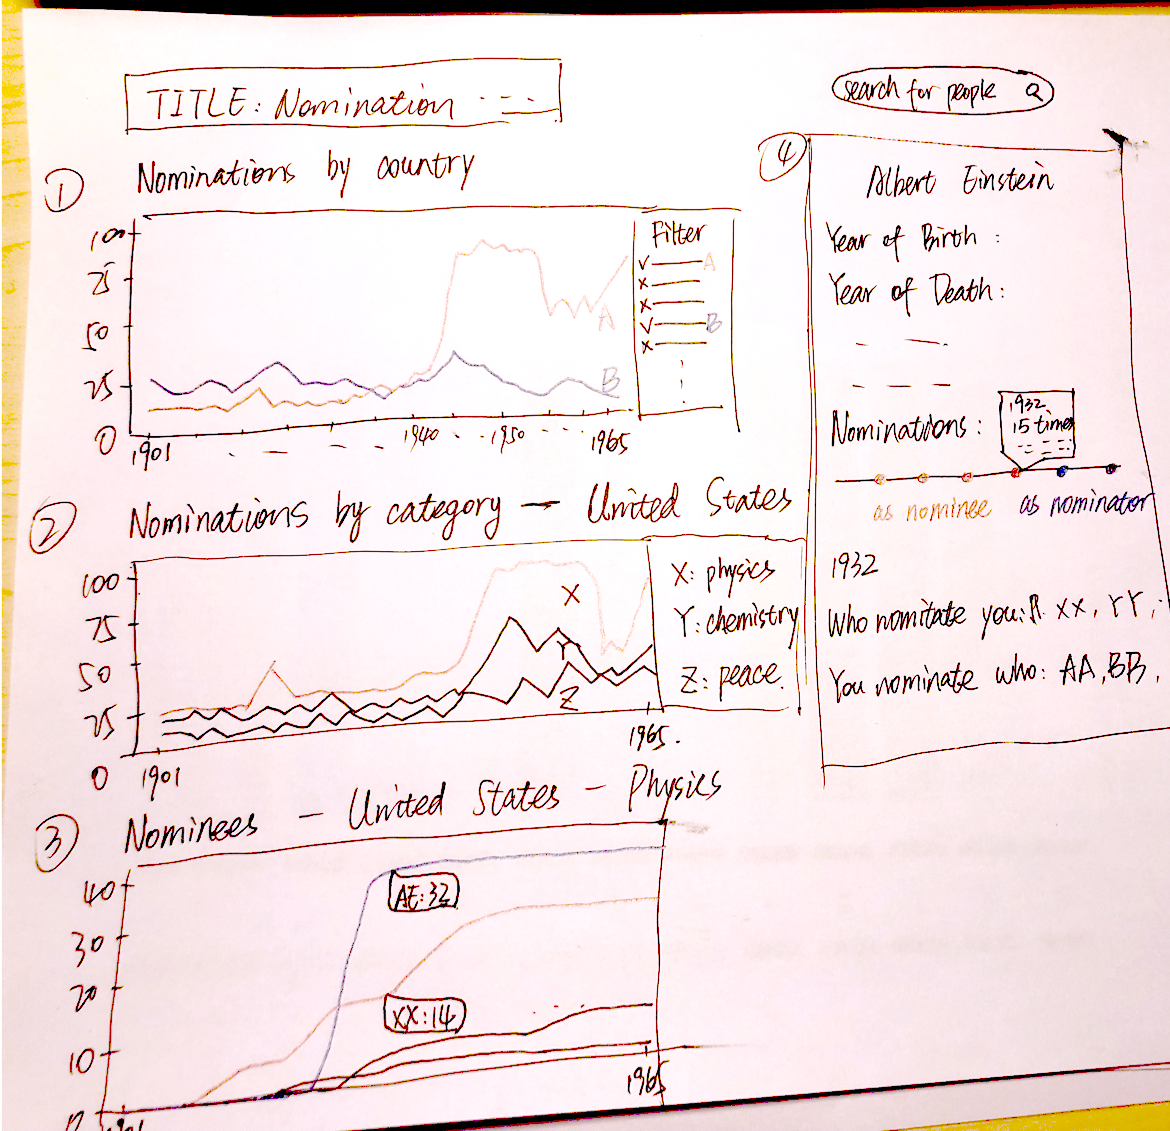 TITLE: Nomination
search for people
① Nominations by country
100
75
50
25
0
1901
1940
1950
1965
A
B
Filter
v A
x
x
v B
x
② Nominations by category — United States
100
75
50
25
0
1901
1965.
X
Y
Z
X: physics
Y: chemistry
Z: peace.
③ Nominees — United States — Physics
40
30
20
10
0
1901
1965
AE:32
XX:14
④
Albert Einstein
Year of Birth :
Year of Death :
Nominations :
1932
15 times
as nominee as nominator
1932
Who nomitate you: XX, YY,
You nominate who: AA, BB,